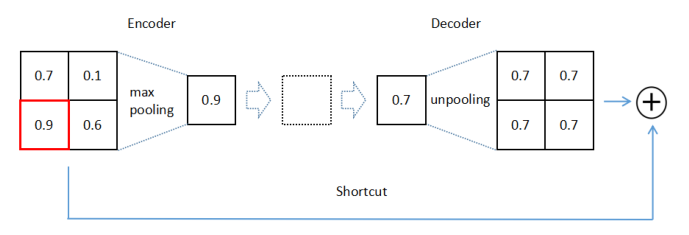 Encoder
Decoder
0.7 0.1
0.9 0.6
max
pooling
0.9
0.7
unpooling
0.7 0.7
0.7 0.7
+
Shortcut